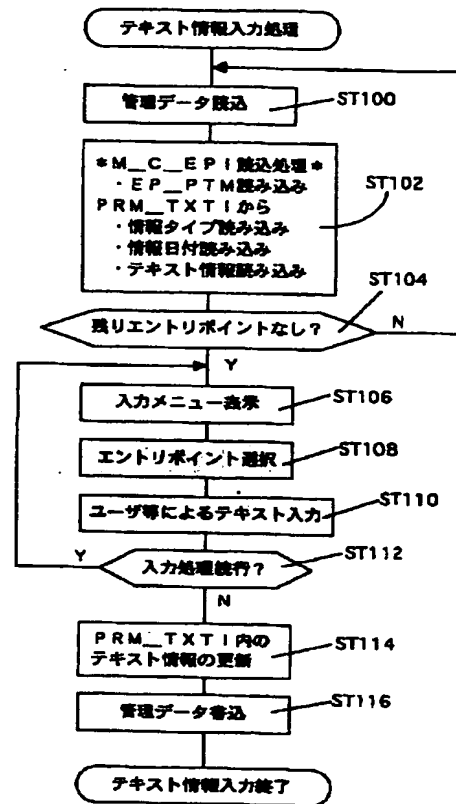 テキスト情報入力処理
管理データ読込
ST100
*M__C__EPI読込処理*
・EP__PTM読み込み
PRM__TXTIから
・情報タイプ読み込み
・情報日付読み込み
・テキスト情報読み込み
ST102
ST104
残りエントリポイントなし?
N
Y
入力メニュー表示
ST106
エントリポイント選択
ST108
ユーザ等によるテキスト入力
ST110
Y
入力処理続行?
ST112
N
PRM__TXTI内の
テキスト情報の更新
ST114
管理データ書込
ST116
テキスト情報入力終了